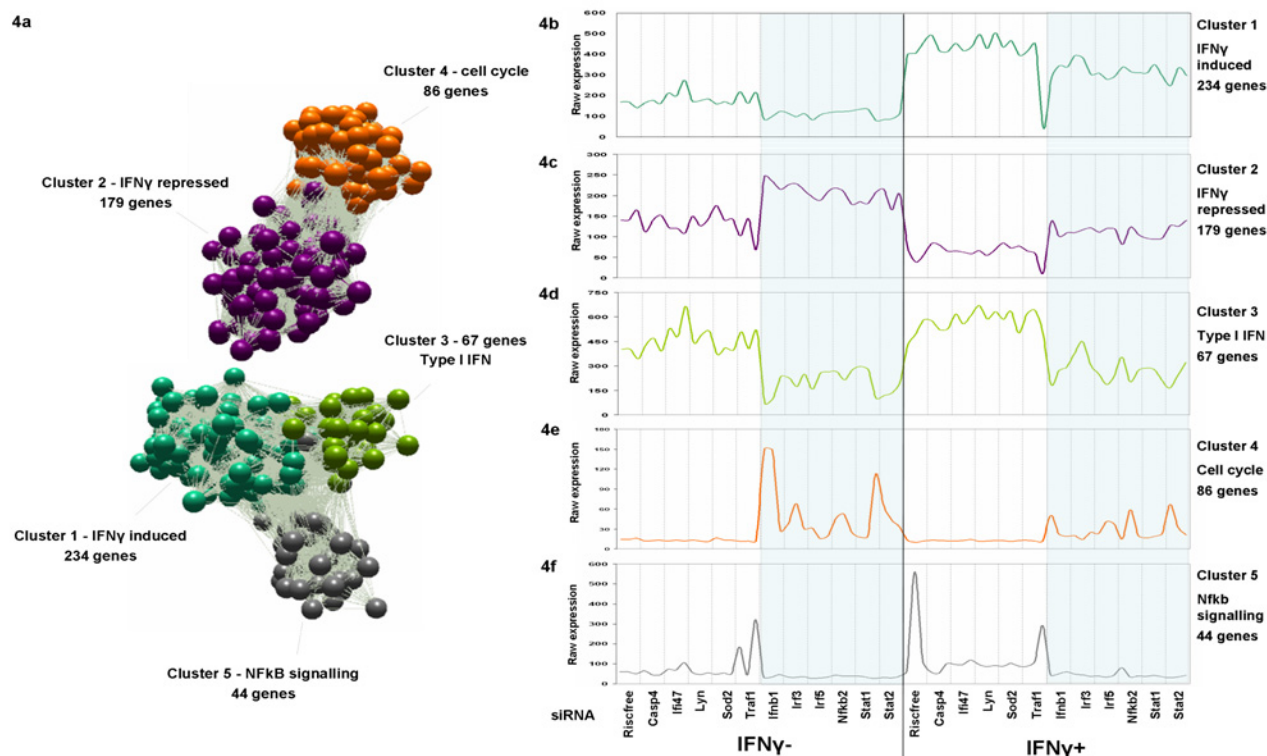 4a
Cluster 4 - cell cycle
86 genes
Cluster 2 - IFNγ repressed
179 genes
Cluster 3 - 67 genes
Type I IFN
Cluster 1 - IFNγ induced
234 genes
Cluster 5 - NFkB signalling
44 genes
4b
Raw expression
600
500
400
300
200
100
0
Cluster 1
IFNγ
induced
234 genes
4c
Raw expression
300
250
200
150
100
50
0
Cluster 2
IFNγ
repressed
179 genes
4d
Raw expression
750
600
450
300
150
0
Cluster 3
Type I IFN
67 genes
4e
Raw expression
180
150
120
90
60
30
0
Cluster 4
Cell cycle
86 genes
4f
Raw expression
600
500
400
300
200
100
0
Cluster 5
Nfkb
signalling
44 genes
siRNA
Riscfree Casp4 Ifi47 Lyn Sod2 Traf1 Ifnb1 Irf3 Irf5 Nfkb2 Stat1 Stat2 Riscfree Casp4 Ifi47 Lyn Sod2 Traf1 Ifnb1 Irf3 Irf5 Nfkb2 Stat1 Stat2
IFNγ- IFNγ+